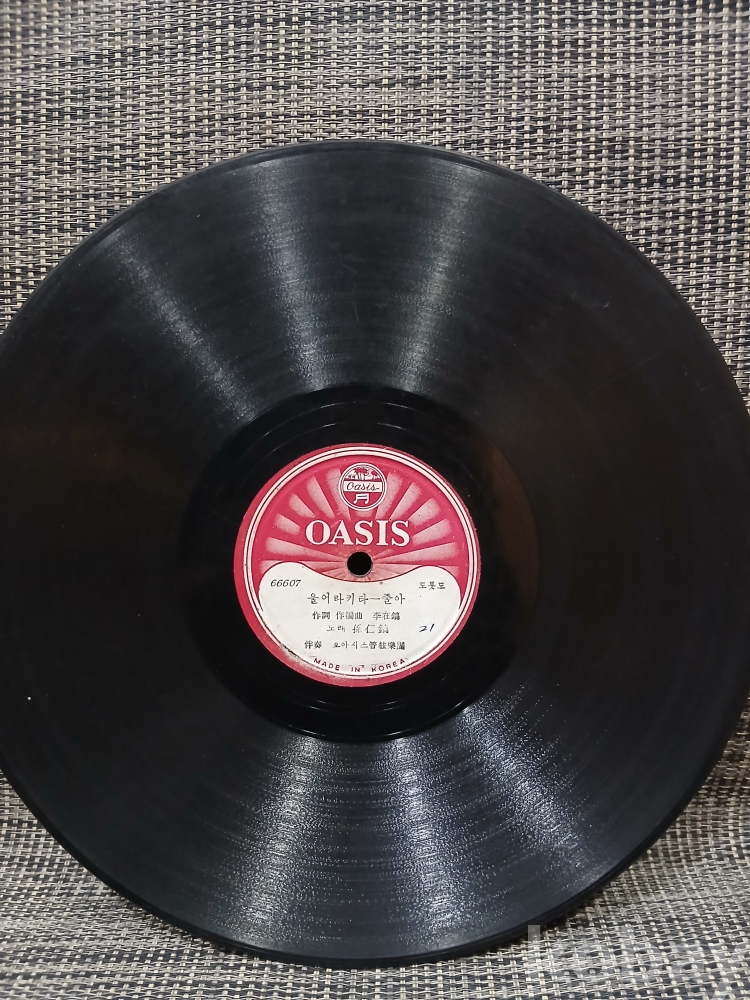 Oasis
OASIS
66607 도롯도
울어라키타—줄아
作詞 作編曲 李在鎬
노래 孫仁鎬 21
伴奏 오아시스管絃樂團
MADE IN KOREA